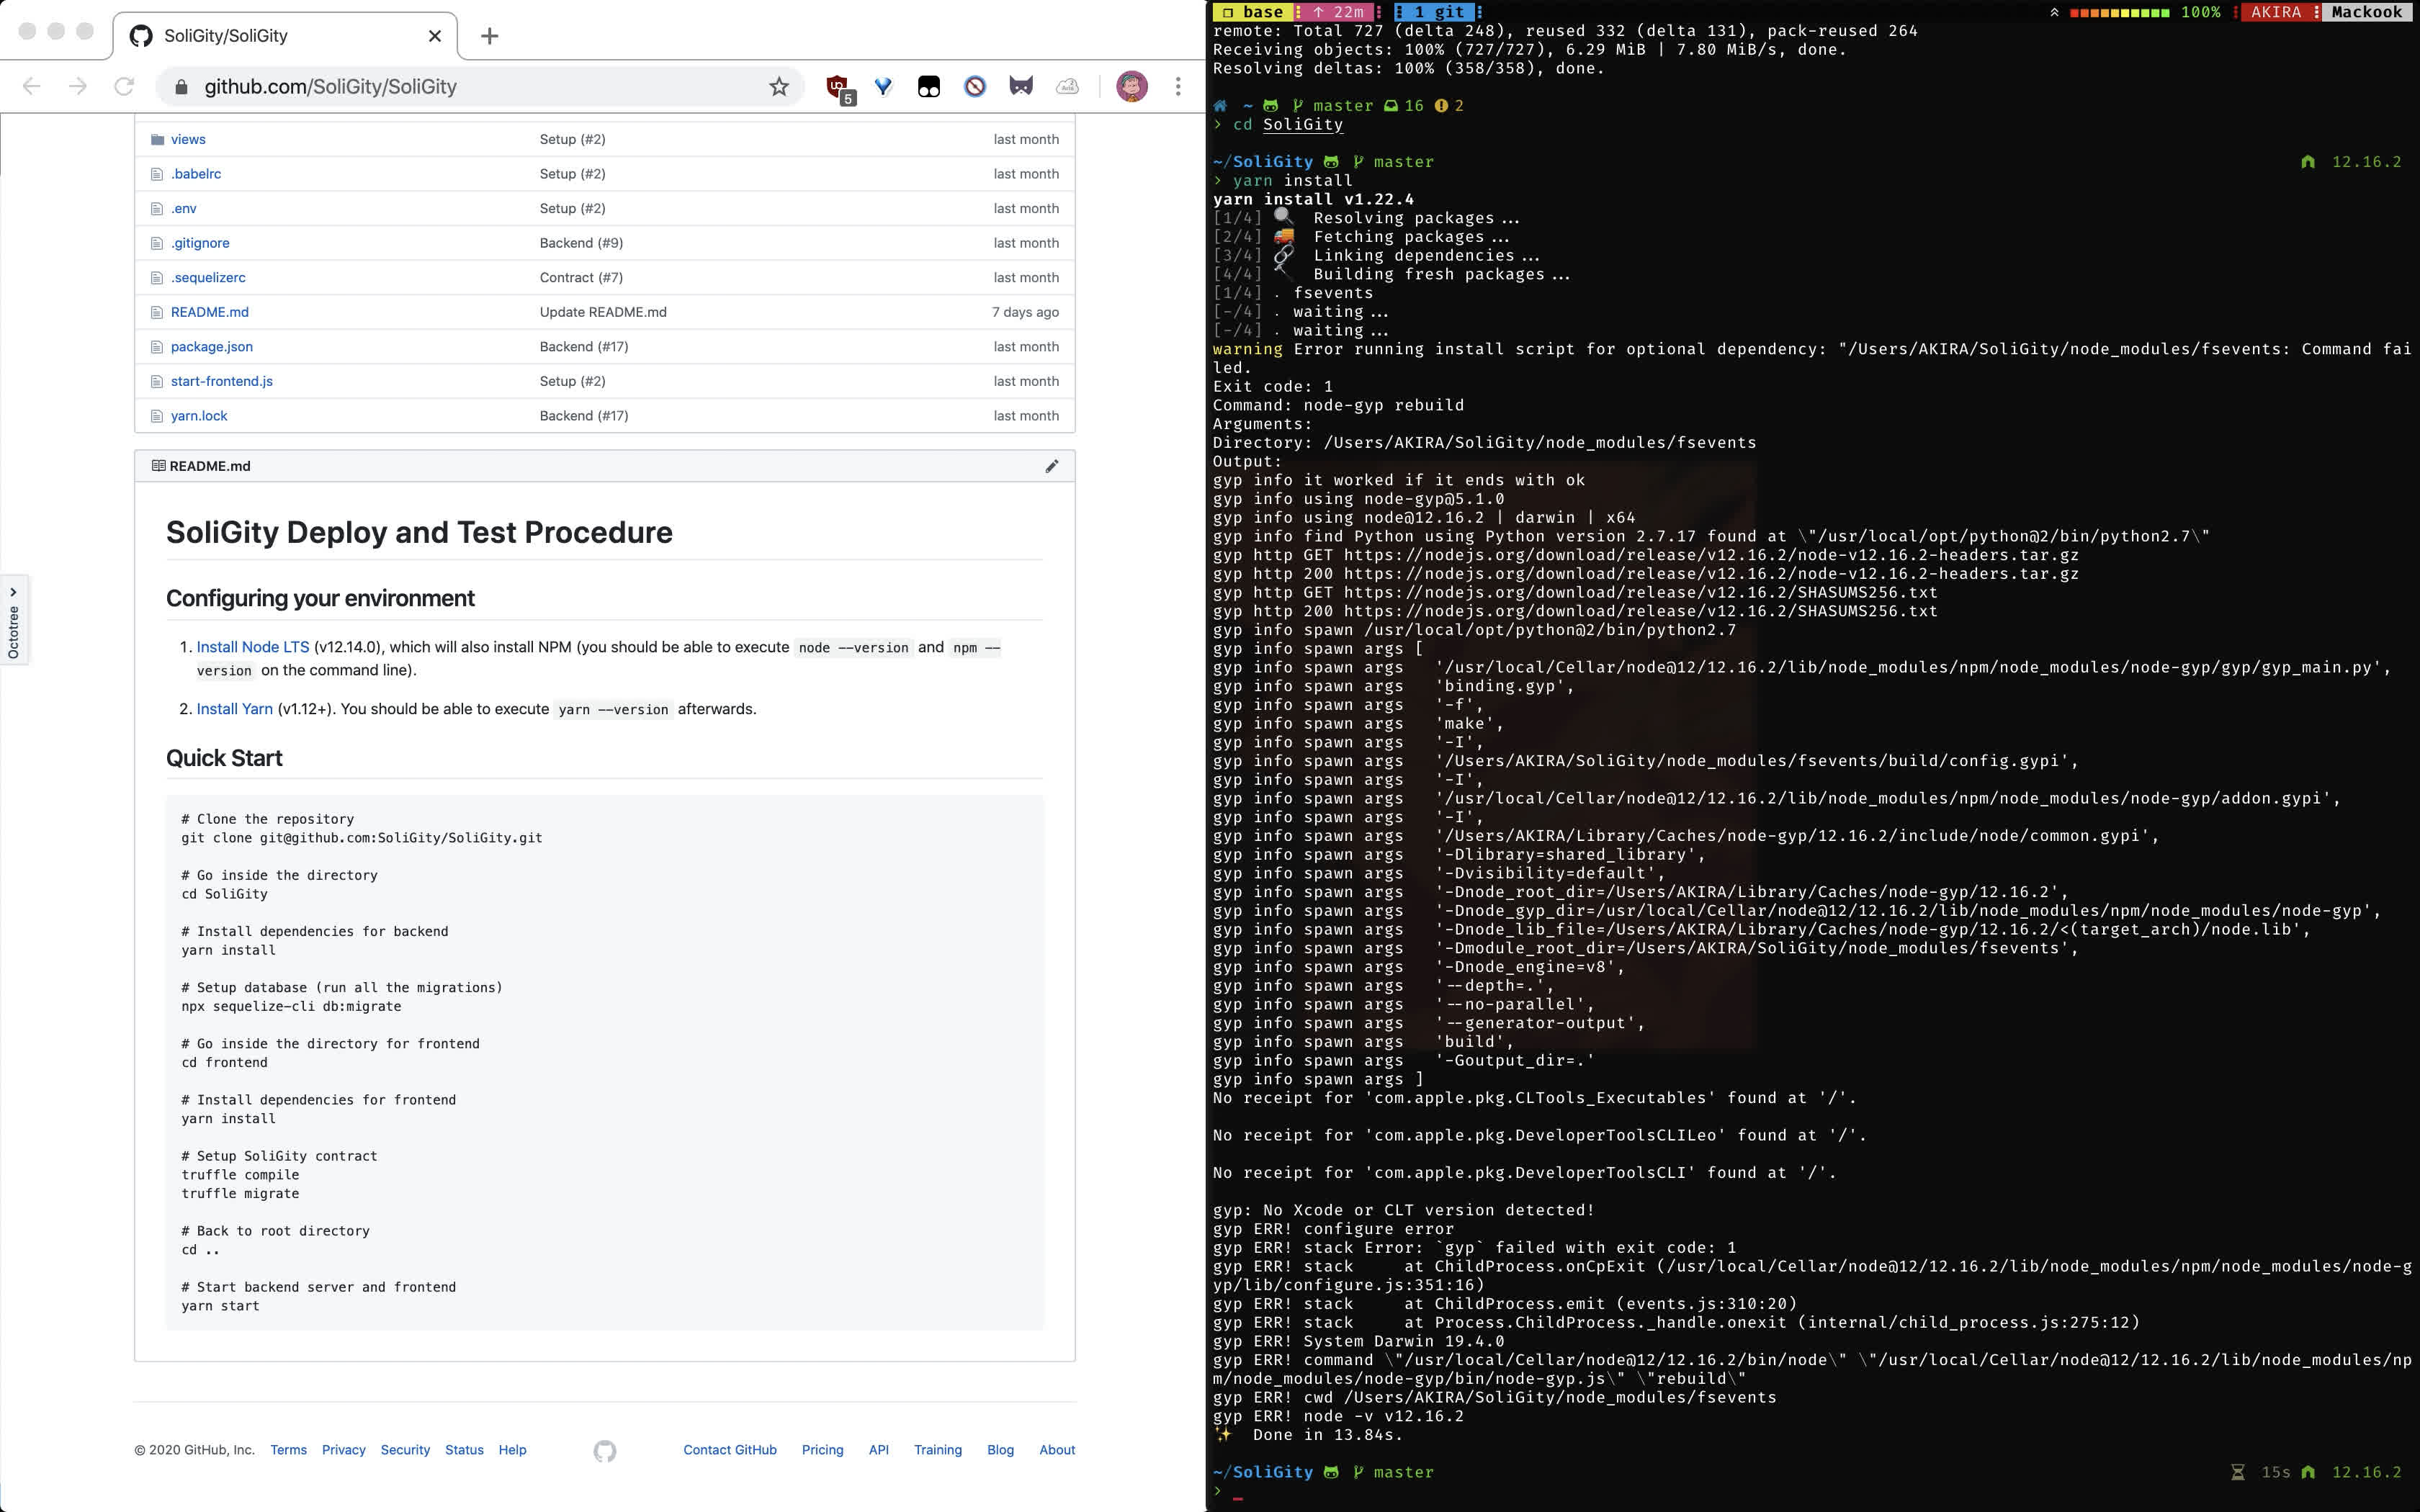 SoliGity/SoliGity
github.com/SoliGity/SoliGity
5
views Setup (#2) last month
.babelrc Setup (#2) last month
.env Setup (#2) last month
.gitignore Backend (#9) last month
.sequelizerc Contract (#7) last month
README.md Update README.md 7 days ago
package.json Backend (#17) last month
start-frontend.js Setup (#2) last month
yarn.lock Backend (#17) last month
README.md
Octotree
SoliGity Deploy and Test Procedure
Configuring your environment
1. Install Node LTS (v12.14.0), which will also install NPM (you should be able to execute node --version and npm --
version on the command line).
2. Install Yarn (v1.12+). You should be able to execute yarn --version afterwards.
Quick Start
# Clone the repository
git clone git@github.com:SoliGity/SoliGity.git
# Go inside the directory
cd SoliGity
# Install dependencies for backend
yarn install
# Setup database (run all the migrations)
npx sequelize-cli db:migrate
# Go inside the directory for frontend
cd frontend
# Install dependencies for frontend
yarn install
# Setup SoliGity contract
truffle compile
truffle migrate
# Back to root directory
cd ..
# Start backend server and frontend
yarn start
© 2020 GitHub, Inc. Terms Privacy Security Status Help Contact GitHub Pricing API Training Blog About
base ↑ 22m 1 git 100% AKIRA Mackook
remote: Total 727 (delta 248), reused 332 (delta 131), pack-reused 264
Receiving objects: 100% (727/727), 6.29 MiB | 7.80 MiB/s, done.
Resolving deltas: 100% (358/358), done.
~ master 16 2
> cd SoliGity
~/SoliGity master 12.16.2
> yarn install
yarn install v1.22.4
[1/4] Resolving packages...
[2/4] Fetching packages...
[3/4] Linking dependencies...
[4/4] Building fresh packages...
[1/4] . fsevents
[-/4] . waiting...
[-/4] . waiting...
warning Error running install script for optional dependency: "/Users/AKIRA/SoliGity/node_modules/fsevents: Command fai
led.
Exit code: 1
Command: node-gyp rebuild
Arguments:
Directory: /Users/AKIRA/SoliGity/node_modules/fsevents
Output:
gyp info it worked if it ends with ok
gyp info using node-gyp@5.1.0
gyp info using node@12.16.2 | darwin | x64
gyp info find Python using Python version 2.7.17 found at \"/usr/local/opt/python@2/bin/python2.7\"
gyp http GET https://nodejs.org/download/release/v12.16.2/node-v12.16.2-headers.tar.gz
gyp http 200 https://nodejs.org/download/release/v12.16.2/node-v12.16.2-headers.tar.gz
gyp http GET https://nodejs.org/download/release/v12.16.2/SHASUMS256.txt
gyp http 200 https://nodejs.org/download/release/v12.16.2/SHASUMS256.txt
gyp info spawn /usr/local/opt/python@2/bin/python2.7
gyp info spawn args [
gyp info spawn args '/usr/local/Cellar/node@12/12.16.2/lib/node_modules/npm/node_modules/node-gyp/gyp/gyp_main.py',
gyp info spawn args 'binding.gyp',
gyp info spawn args '-f',
gyp info spawn args 'make',
gyp info spawn args '-I',
gyp info spawn args '/Users/AKIRA/SoliGity/node_modules/fsevents/build/config.gypi',
gyp info spawn args '-I',
gyp info spawn args '/usr/local/Cellar/node@12/12.16.2/lib/node_modules/npm/node_modules/node-gyp/addon.gypi',
gyp info spawn args '-I',
gyp info spawn args '/Users/AKIRA/Library/Caches/node-gyp/12.16.2/include/node/common.gypi',
gyp info spawn args '-Dlibrary=shared_library',
gyp info spawn args '-Dvisibility=default',
gyp info spawn args '-Dnode_root_dir=/Users/AKIRA/Library/Caches/node-gyp/12.16.2',
gyp info spawn args '-Dnode_gyp_dir=/usr/local/Cellar/node@12/12.16.2/lib/node_modules/npm/node_modules/node-gyp',
gyp info spawn args '-Dnode_lib_file=/Users/AKIRA/Library/Caches/node-gyp/12.16.2/<(target_arch)/node.lib',
gyp info spawn args '-Dmodule_root_dir=/Users/AKIRA/SoliGity/node_modules/fsevents',
gyp info spawn args '-Dnode_engine=v8',
gyp info spawn args '--depth=.',
gyp info spawn args '--no-parallel',
gyp info spawn args '--generator-output',
gyp info spawn args 'build',
gyp info spawn args '-Goutput_dir=.'
gyp info spawn args ]
No receipt for 'com.apple.pkg.CLTools_Executables' found at '/'.
No receipt for 'com.apple.pkg.DeveloperToolsCLILeo' found at '/'.
No receipt for 'com.apple.pkg.DeveloperToolsCLI' found at '/'.
gyp: No Xcode or CLT version detected!
gyp ERR! configure error
gyp ERR! stack Error: `gyp` failed with exit code: 1
gyp ERR! stack at ChildProcess.onCpExit (/usr/local/Cellar/node@12/12.16.2/lib/node_modules/npm/node_modules/node-g
yp/lib/configure.js:351:16)
gyp ERR! stack at ChildProcess.emit (events.js:310:20)
gyp ERR! stack at Process.ChildProcess._handle.onexit (internal/child_process.js:275:12)
gyp ERR! System Darwin 19.4.0
gyp ERR! command \"/usr/local/Cellar/node@12/12.16.2/bin/node\" \"/usr/local/Cellar/node@12/12.16.2/lib/node_modules/np
m/node_modules/node-gyp/bin/node-gyp.js\" \"rebuild\"
gyp ERR! cwd /Users/AKIRA/SoliGity/node_modules/fsevents
gyp ERR! node -v v12.16.2
✨ Done in 13.84s.
~/SoliGity master 15s 12.16.2
> _